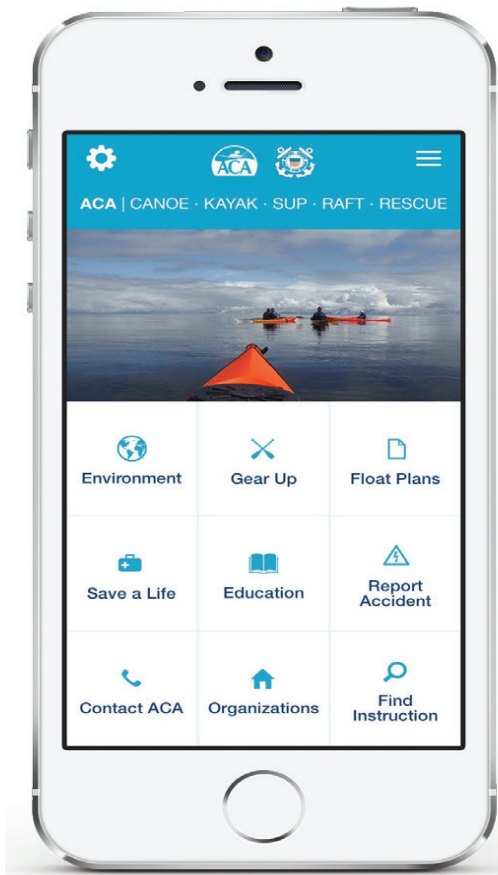 ACA
ACA | CANOE · KAYAK · SUP · RAFT · RESCUE
Environment
Gear Up
Float Plans
Save a Life
Education
Report
Accident
Contact ACA
Organizations
Find
Instruction